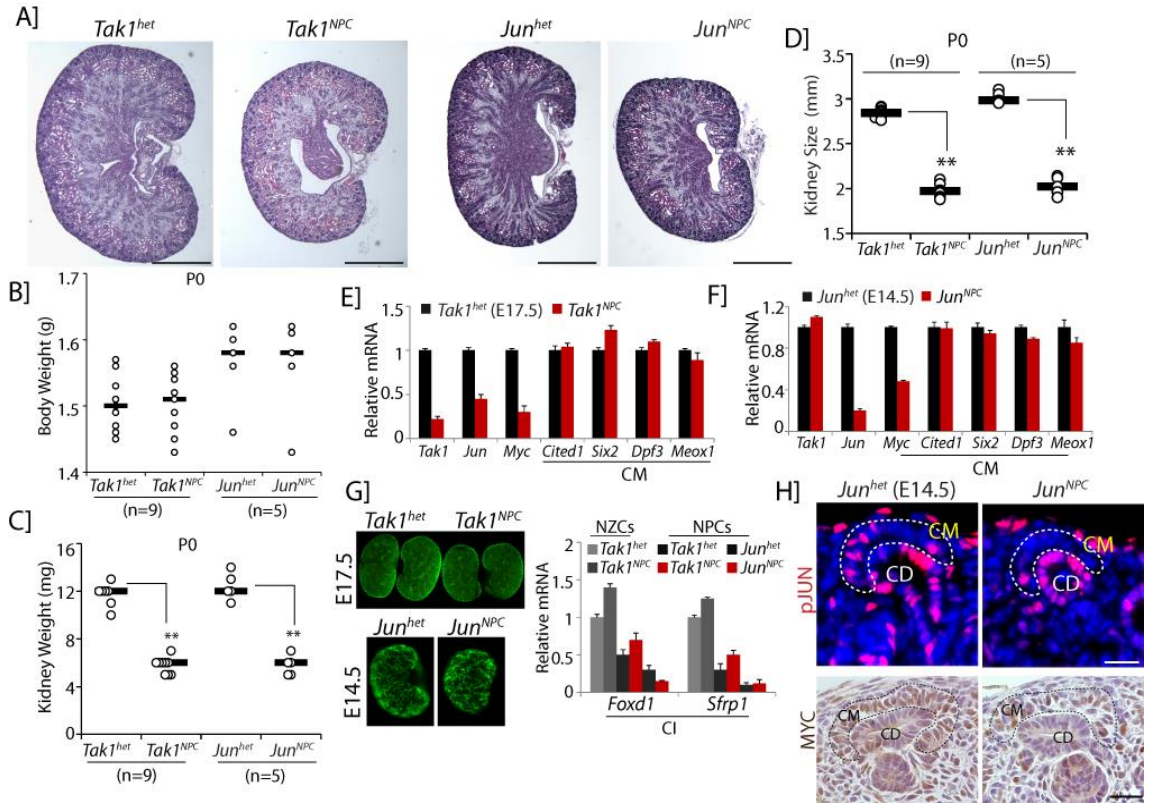 A]
Tak1het
Tak1NPC
Junhet
JunNPC
D]
P0
(n=9)
(n=5)
3.5
3
2.5
2
1.5
Kidney Size (mm)
**
**
Tak1het
Tak1NPC
Junhet
JunNPC
B]
P0
1.7
1.6
1.5
1.4
Body Weight (g)
Tak1het
Tak1NPC
Junhet
JunNPC
(n=9)
(n=5)
E]
Tak1het (E17.5)
Tak1NPC
1.5
1
0.5
0
Relative mRNA
Tak1
Jun
Myc
Cited1
Six2
Dpf3
Meox1
CM
F]
Junhet (E14.5)
JunNPC
1.2
0.8
0.4
0
Relative mRNA
Tak1
Jun
Myc
Cited1
Six2
Dpf3
Meox1
CM
C]
P0
16
12
8
4
0
Kidney Weight (mg)
**
**
Tak1het
Tak1NPC
Junhet
JunNPC
(n=9)
(n=5)
G]
Tak1het
Tak1NPC
E17.5
Junhet
JunNPC
E14.5
NZCs
NPCs
Tak1het
Tak1het
Junhet
Tak1NPC
Tak1NPC
JunNPC
2
1.5
1
0.5
0
Relative mRNA
Foxd1
Sfrp1
CI
H]
Junhet (E14.5)
JunNPC
pJUN
CM
CD
CM
CD
MYC
CM
CD
CM
CD